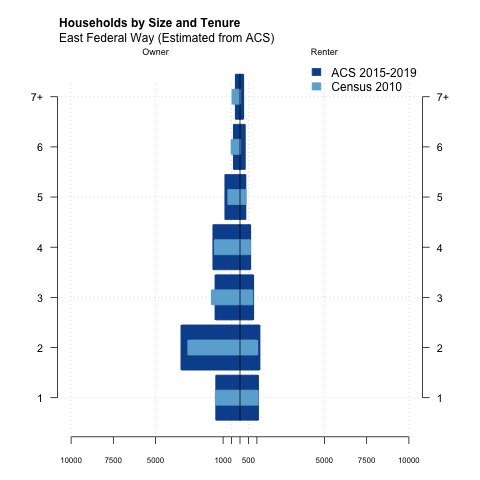 Households by Size and Tenure
East Federal Way (Estimated from ACS)
Owner Renter
ACS 2015-2019
Census 2010
7+ 7+
6 6
5 5
4 4
3 3
2 2
1 1
10000 7500 5000 1000 500 5000 7500 10000